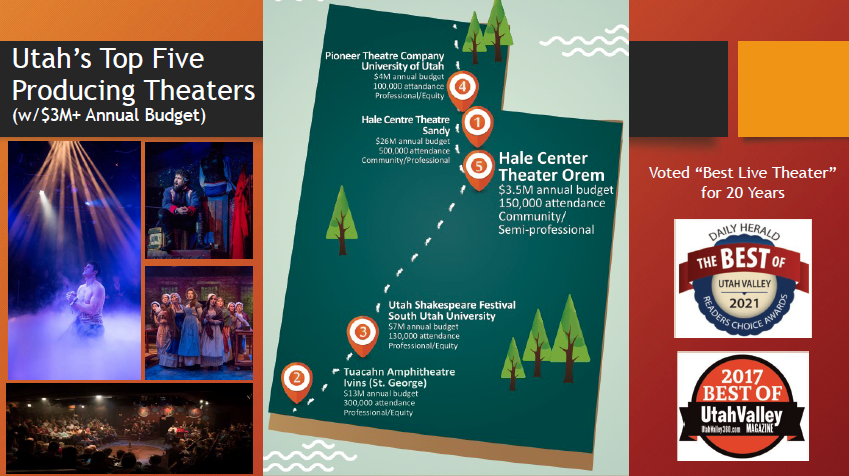 Utah's Top Five
Producing Theaters
(w/$3M+ Annual Budget)
Pioneer Theatre Company
University of Utah
$4M annual budget
100,000 attendance
Professional/Equity
4
Hale Centre Theatre
Sandy
$26M annual budget
500,000 attendance
Community/Professional
1
5
Hale Center
Theater Orem
$3.5M annual budget
150,000 attendance
Community/
Semi-professional
Utah Shakespeare Festival
South Utah University
$7M annual budget
130,000 attendance
Professional/Equity
3
2
Tuacahn Amphitheatre
Ivins (St. George)
$13M annual budget
300,000 attendance
Professional/Equity
Voted "Best Live Theater"
for 20 Years
DAILY HERALD
THE BEST OF
UTAH VALLEY
2021
READERS CHOICE AWARDS
2017
BEST OF
UtahValley
UtahValley360.com MAGAZINE